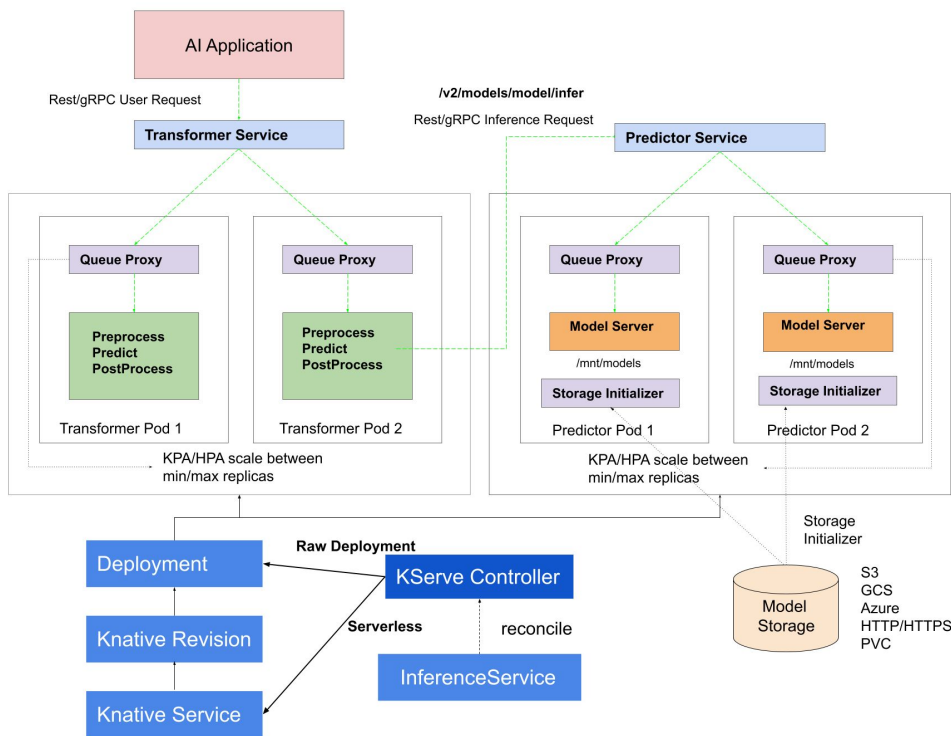 AI Application
Rest/gRPC User Request
/v2/models/model/infer
Rest/gRPC Inference Request
Transformer Service
Predictor Service
Queue Proxy
Queue Proxy
Queue Proxy
Queue Proxy
Preprocess
Predict
PostProcess
Preprocess
Predict
PostProcess
Model Server
Model Server
/mnt/models
/mnt/models
Storage Initializer
Storage Initializer
Transformer Pod 1
Transformer Pod 2
Predictor Pod 1
Predictor Pod 2
KPA/HPA scale between
min/max replicas
KPA/HPA scale between
min/max replicas
Storage
Initializer
Raw Deployment
Deployment
KServe Controller
Serverless
reconcile
Knative Revision
InferenceService
Knative Service
Model
Storage
S3
GCS
Azure
HTTP/HTTPS
PVC